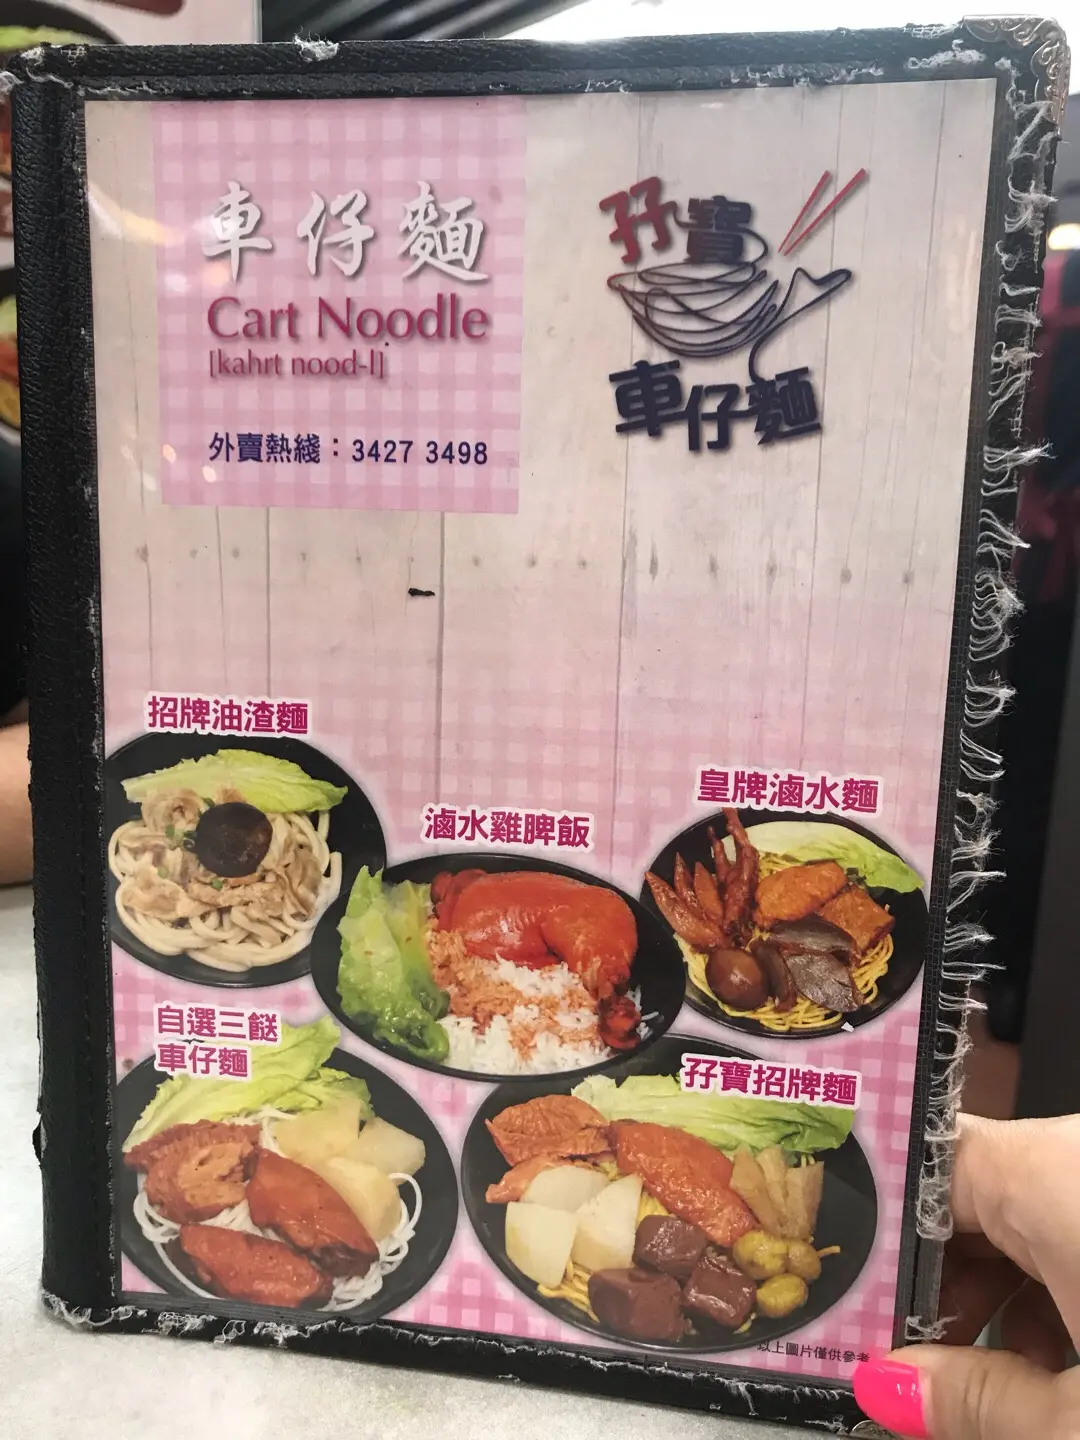 車仔麵
Cart Noodle
[kahrt nood-l]
外賣熱綫：3427 3498
孖寶
車仔麵
招牌油渣麵
滷水雞脾飯
皇牌滷水麵
自選三餸
車仔麵
孖寶招牌麵
以上圖片僅供參考